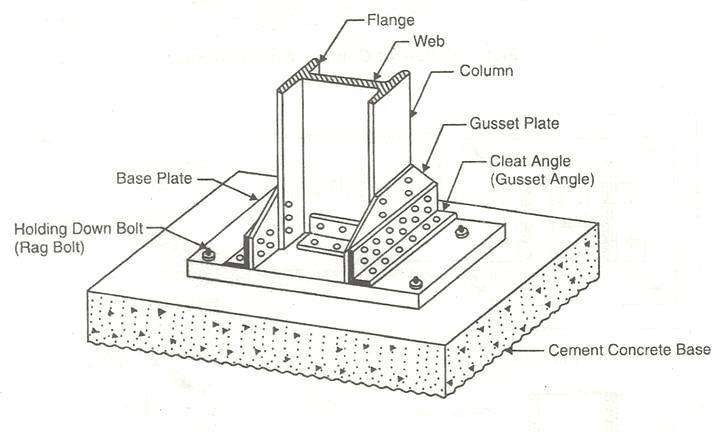 Flange
Web
Column
Gusset Plate
Cleat Angle
(Gusset Angle)
Base Plate
Holding Down Bolt
(Rag Bolt)
Cement Concrete Base